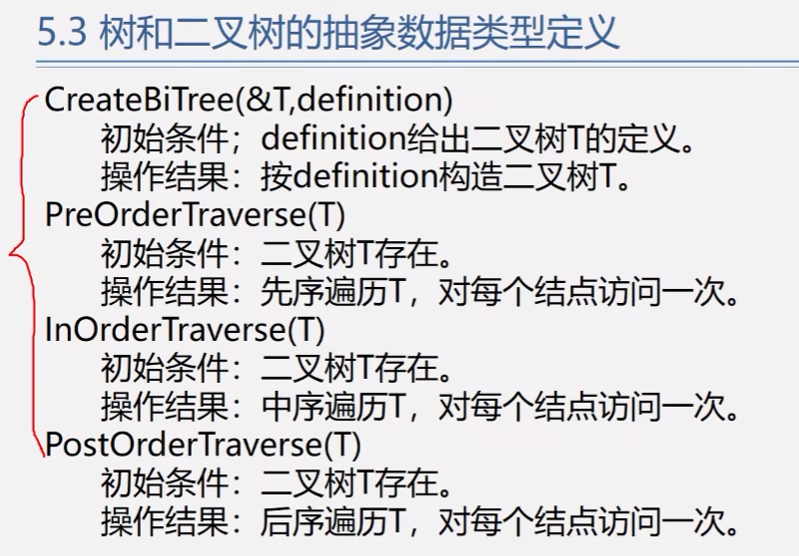 5.3 树和二叉树的抽象数据类型定义
CreateBiTree(&T,definition)
初始条件；definition给出二叉树T的定义。
操作结果：按definition构造二叉树T。
PreOrderTraverse(T)
初始条件：二叉树T存在。
操作结果：先序遍历T，对每个结点访问一次。
InOrderTraverse(T)
初始条件：二叉树T存在。
操作结果：中序遍历T，对每个结点访问一次。
PostOrderTraverse(T)
初始条件：二叉树T存在。
操作结果：后序遍历T，对每个结点访问一次。